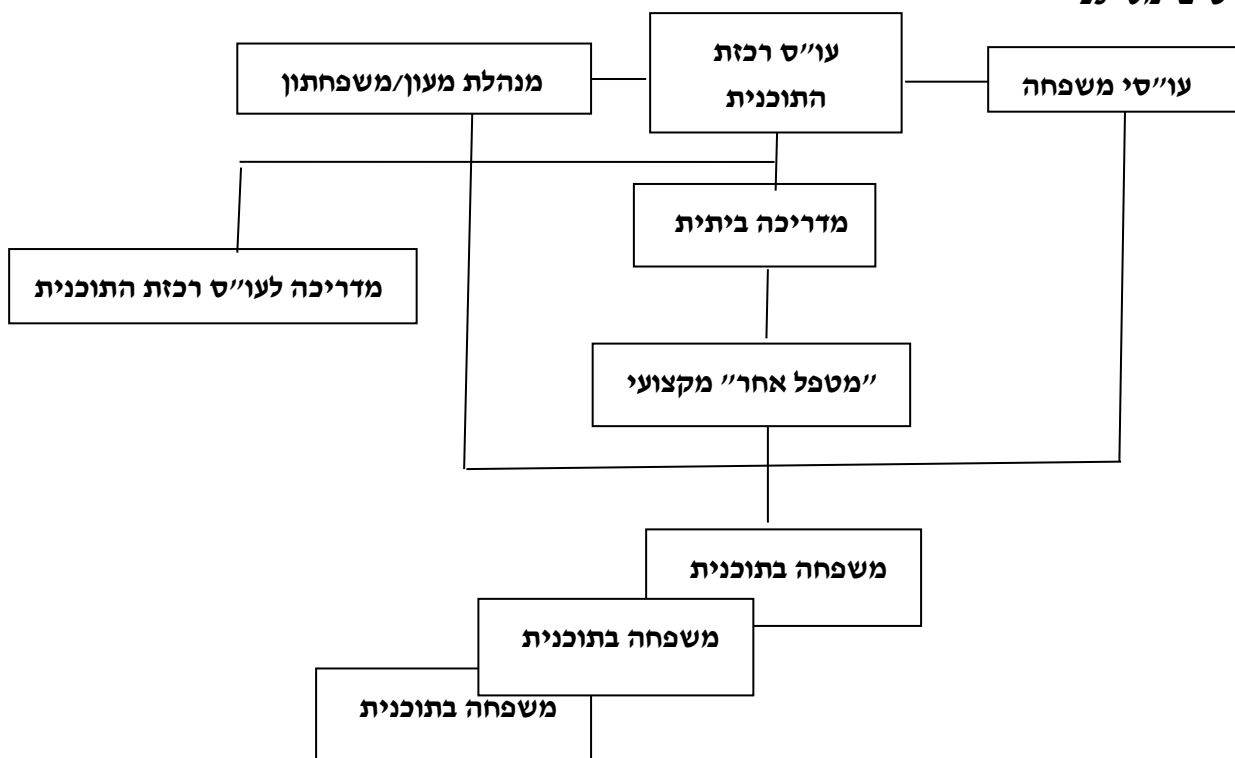 עו״ס רכזת
התוכנית
עו״סי משפחה
מנהלת מעון/משפחתון
מדריכה ביתית
מדריכה לעו״ס רכזת התוכנית
״מטפל אחר״ מקצועי
משפחה בתוכנית
משפחה בתוכנית
משפחה בתוכנית